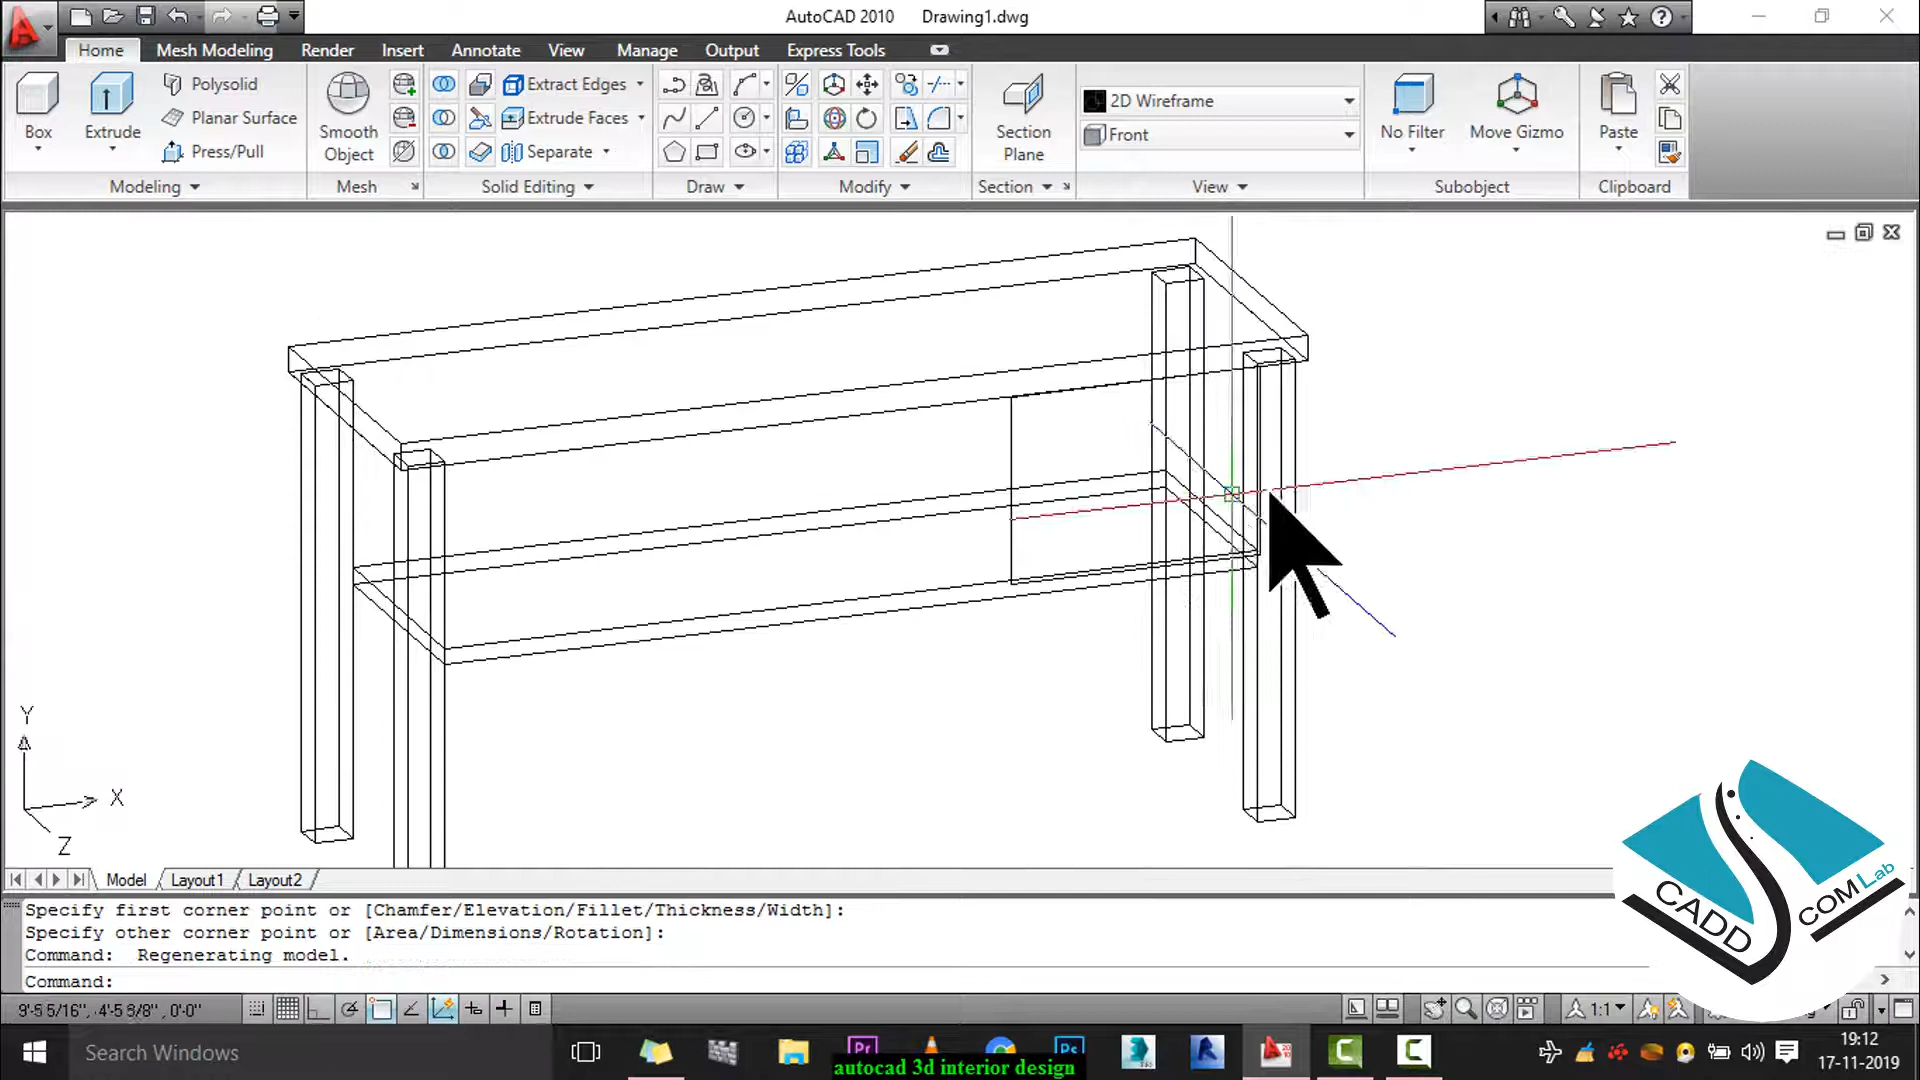 AutoCAD 2010 Drawing1.dwg
Home Mesh Modeling Render Insert Annotate View Manage Output Express Tools
Box
Extrude
Polysolid
Planar Surface
Press/Pull
Modeling
Smooth
Object
Mesh
Extract Edges
Extrude Faces
Separate
Solid Editing
Draw
Modify
Section
Plane
Section
2D Wireframe
Front
View
No Filter
Move Gizmo
Subobject
Paste
Clipboard
Y
X
Z
Model Layout1 Layout2
Specify first corner point or [Chamfer/Elevation/Fillet/Thickness/Width]:
Specify other corner point or [Area/Dimensions/Rotation]:
Command: Regenerating model.
Command:
CADD
COM Lab
9'-5 5/16", 4'-5 3/8", 0'-0"
1:1
Search Windows
Pr
Ps
autocad 3d interior design
19:12
17-11-2019